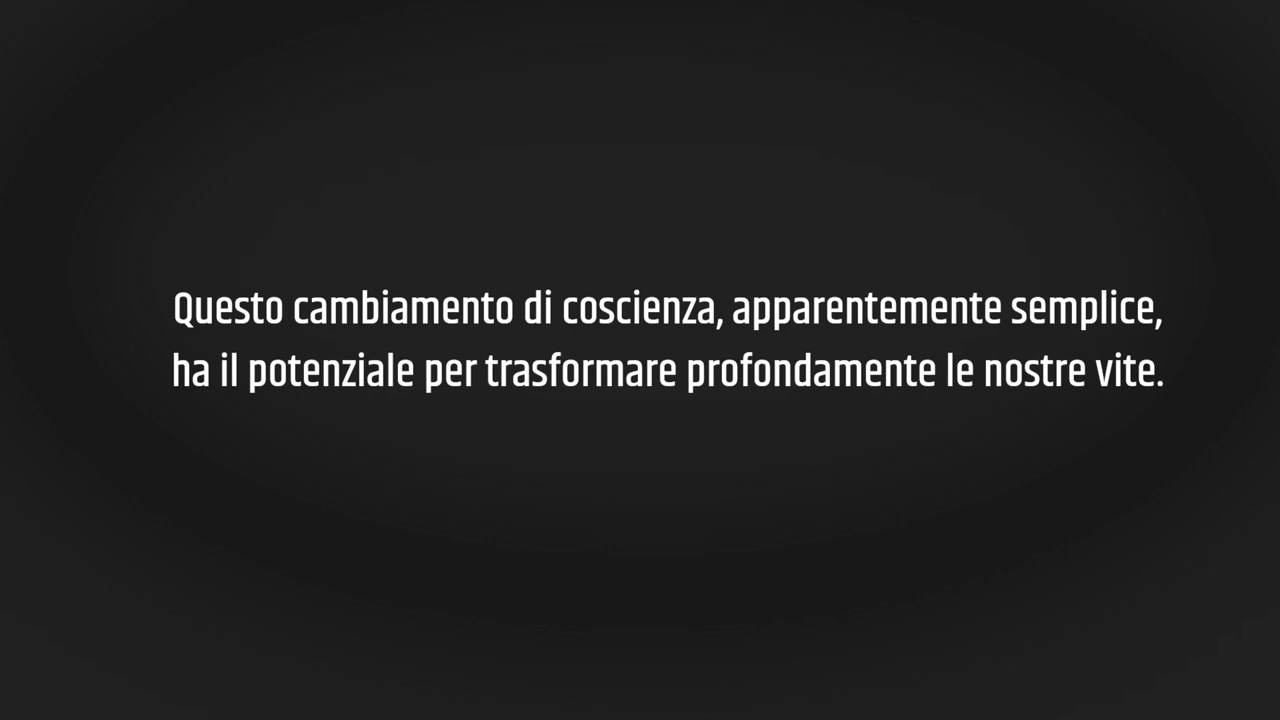 Questo cambiamento di coscienza, apparentemente semplice,
ha il potenziale per trasformare profondamente le nostre vite.